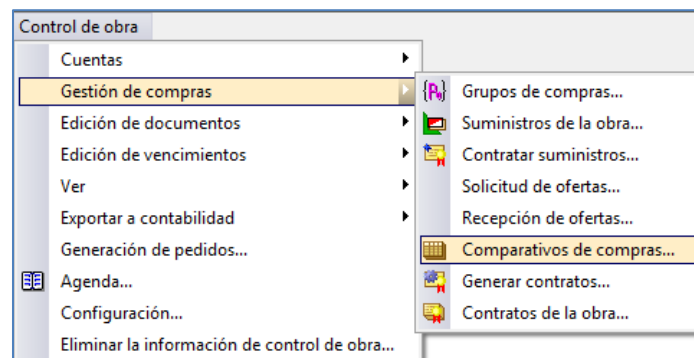 Control de obra
Cuentas
Gestión de compras
Edición de documentos
Edición de vencimientos
Ver
Exportar a contabilidad
Generación de pedidos...
Agenda...
Configuración...
Eliminar la información de control de obra...
Grupos de compras...
Suministros de la obra...
Contratar suministros...
Solicitud de ofertas...
Recepción de ofertas...
Comparativos de compras...
Generar contratos...
Contratos de la obra...